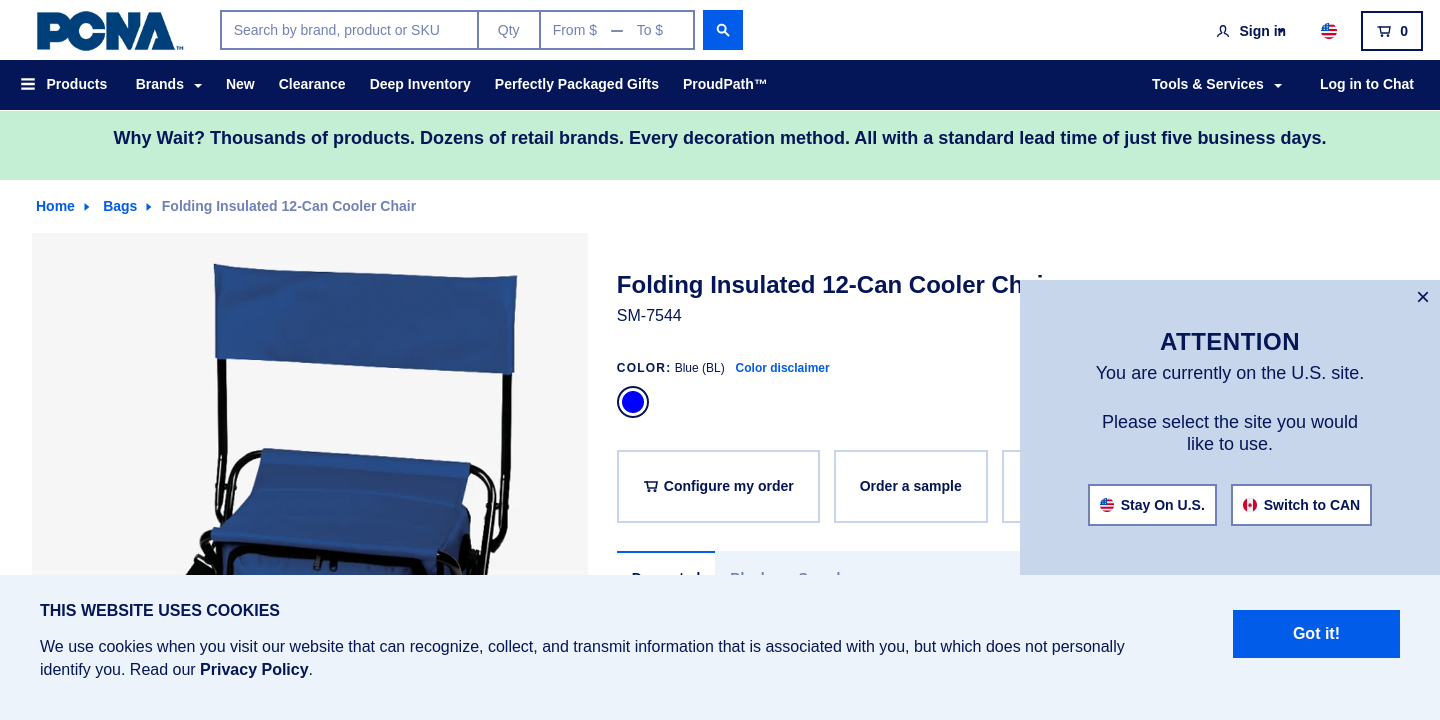 PCNA™
Search by brand, product or SKU
Qty
From $ — To $
Sign in
0
Products
Brands
New
Clearance
Deep Inventory
Perfectly Packaged Gifts
ProudPath™
Tools & Services
Log in to Chat
Why Wait? Thousands of products. Dozens of retail brands. Every decoration method. All with a standard lead time of just five business days.
Home
Bags
Folding Insulated 12-Can Cooler Chair
Folding Insulated 12-Can Cooler Chai
SM-7544
COLOR: Blue (BL) Color disclaimer
Configure my order
Order a sample
×
ATTENTION
You are currently on the U.S. site.
Please select the site you would
like to use.
Stay On U.S.
Switch to CAN
THIS WEBSITE USES COOKIES
We use cookies when you visit our website that can recognize, collect, and transmit information that is associated with you, but which does not personally
identify you. Read our Privacy Policy.
Got it!